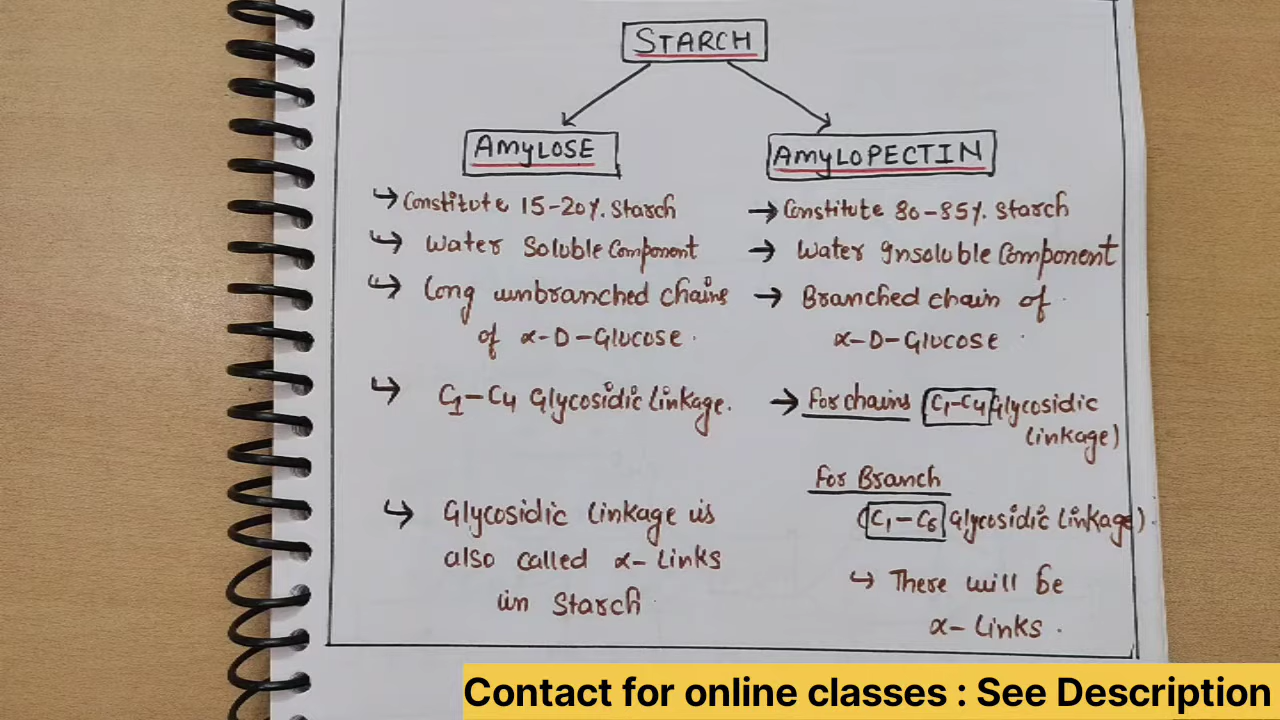 STARCH
AMYLOSE
↪ Constitute 15-20%. Starch
↪ Water Soluble Component
↪ Long unbranched chains
of α-D-Glucose.
↪ C1-C4 Glycosidic linkage.
↪ Glycosidic linkage is
also called α-links
in Starch
AMYLOPECTIN
→ Constitute 80-85%. Starch
→ Water Insoluble Component
→ Branched chain of
α-D-Glucose
→ For chains (C1-C4 Glycosidic
linkage)
For Branch
(C1-C6 Glycosidic linkage)
↪ There will be
α-links.
Contact for online classes : See Description